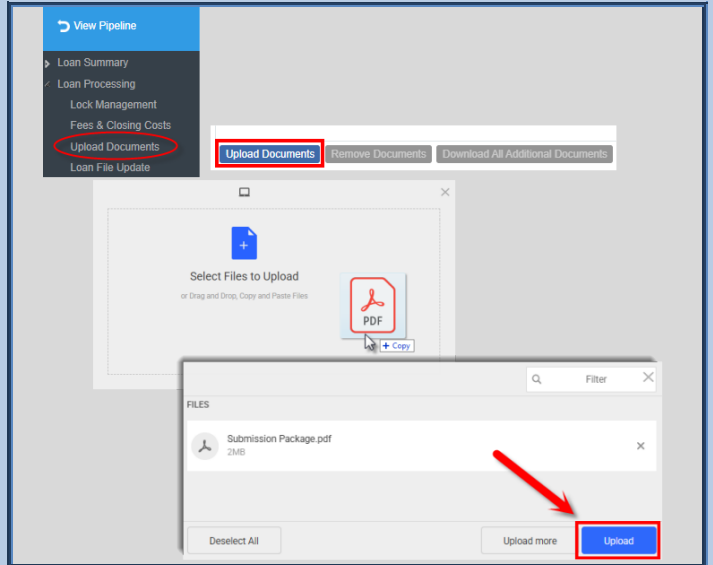 View Pipeline
Loan Summary
Loan Processing
Lock Management
Fees & Closing Costs
Upload Documents
Loan File Update
Upload Documents Remove Documents Download All Additional Documents
Select Files to Upload
or Drag and Drop, Copy and Paste Files
PDF
+ Copy
Filter
FILES
Submission Package.pdf
2MB
Deselect All Upload more Upload